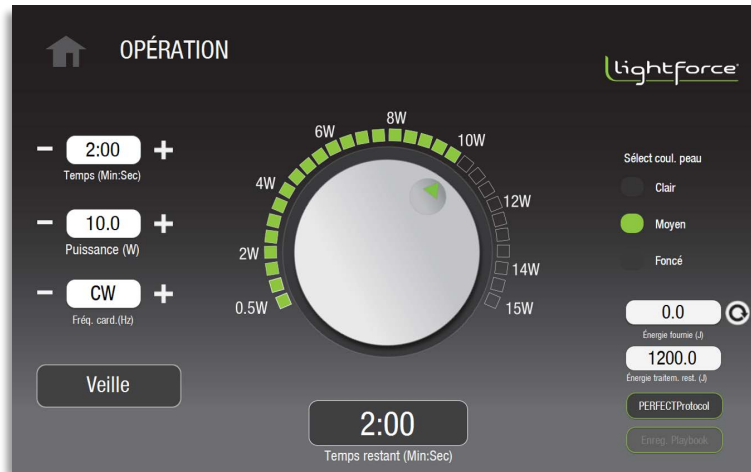 OPÉRATION
lightforce
2:00
Temps (Min:Sec)
10.0
Puissance (W)
CW
Fréq. card.(Hz)
Veille
0.5W
2W
4W
6W
8W
10W
12W
14W
15W
2:00
Temps restant (Min:Sec)
Sélect coul. peau
Clair
Moyen
Foncé
0.0
Énergie fournie (J)
1200.0
Énergie traitem. rest. (J)
PERFECTProtocol
Enreg. Playbook